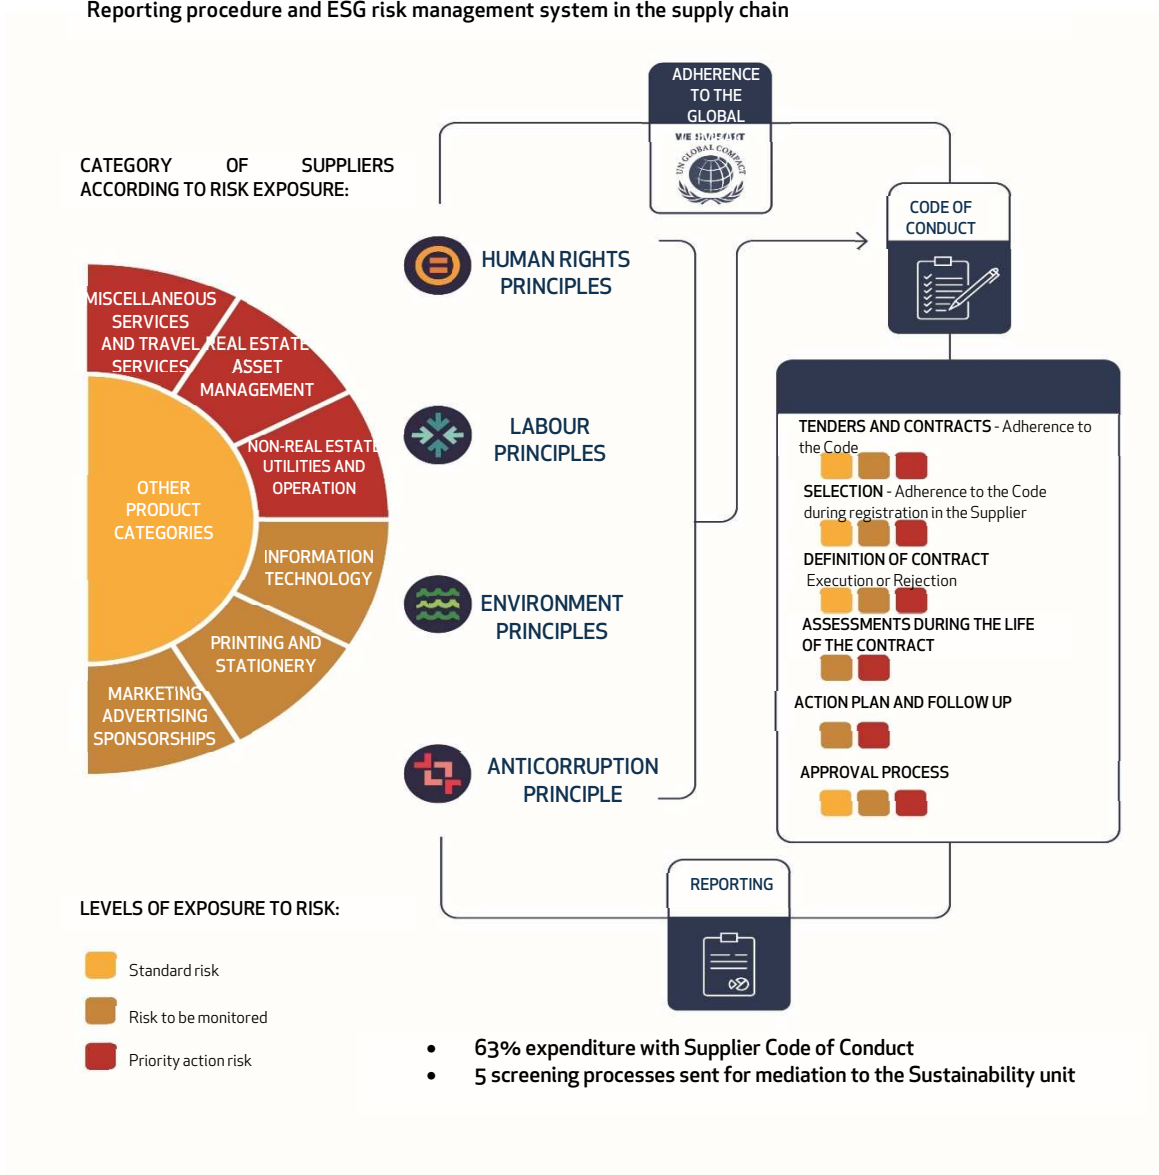 Reporting procedure and ESG risk management system in the supply chain
ADHERENCE
TO THE
GLOBAL
WE SUPPORT
UN GLOBAL COMPACT
CATEGORY OF SUPPLIERS
ACCORDING TO RISK EXPOSURE:
CODE OF
CONDUCT
MISCELLANEOUS
SERVICES
AND TRAVEL
SERVICES
REAL ESTATE
ASSET
MANAGEMENT
NON-REAL ESTATE
UTILITIES AND
OPERATION
OTHER
PRODUCT
CATEGORIES
INFORMATION
TECHNOLOGY
PRINTING AND
STATIONERY
MARKETING
ADVERTISING
SPONSORSHIPS
HUMAN RIGHTS
PRINCIPLES
LABOUR
PRINCIPLES
ENVIRONMENT
PRINCIPLES
ANTICORRUPTION
PRINCIPLE
TENDERS AND CONTRACTS - Adherence to
the Code
SELECTION - Adherence to the Code
during registration in the Supplier
DEFINITION OF CONTRACT
Execution or Rejection
ASSESSMENTS DURING THE LIFE
OF THE CONTRACT
ACTION PLAN AND FOLLOW UP
APPROVAL PROCESS
REPORTING
LEVELS OF EXPOSURE TO RISK:
Standard risk
Risk to be monitored
Priority action risk
• 63% expenditure with Supplier Code of Conduct
• 5 screening processes sent for mediation to the Sustainability unit